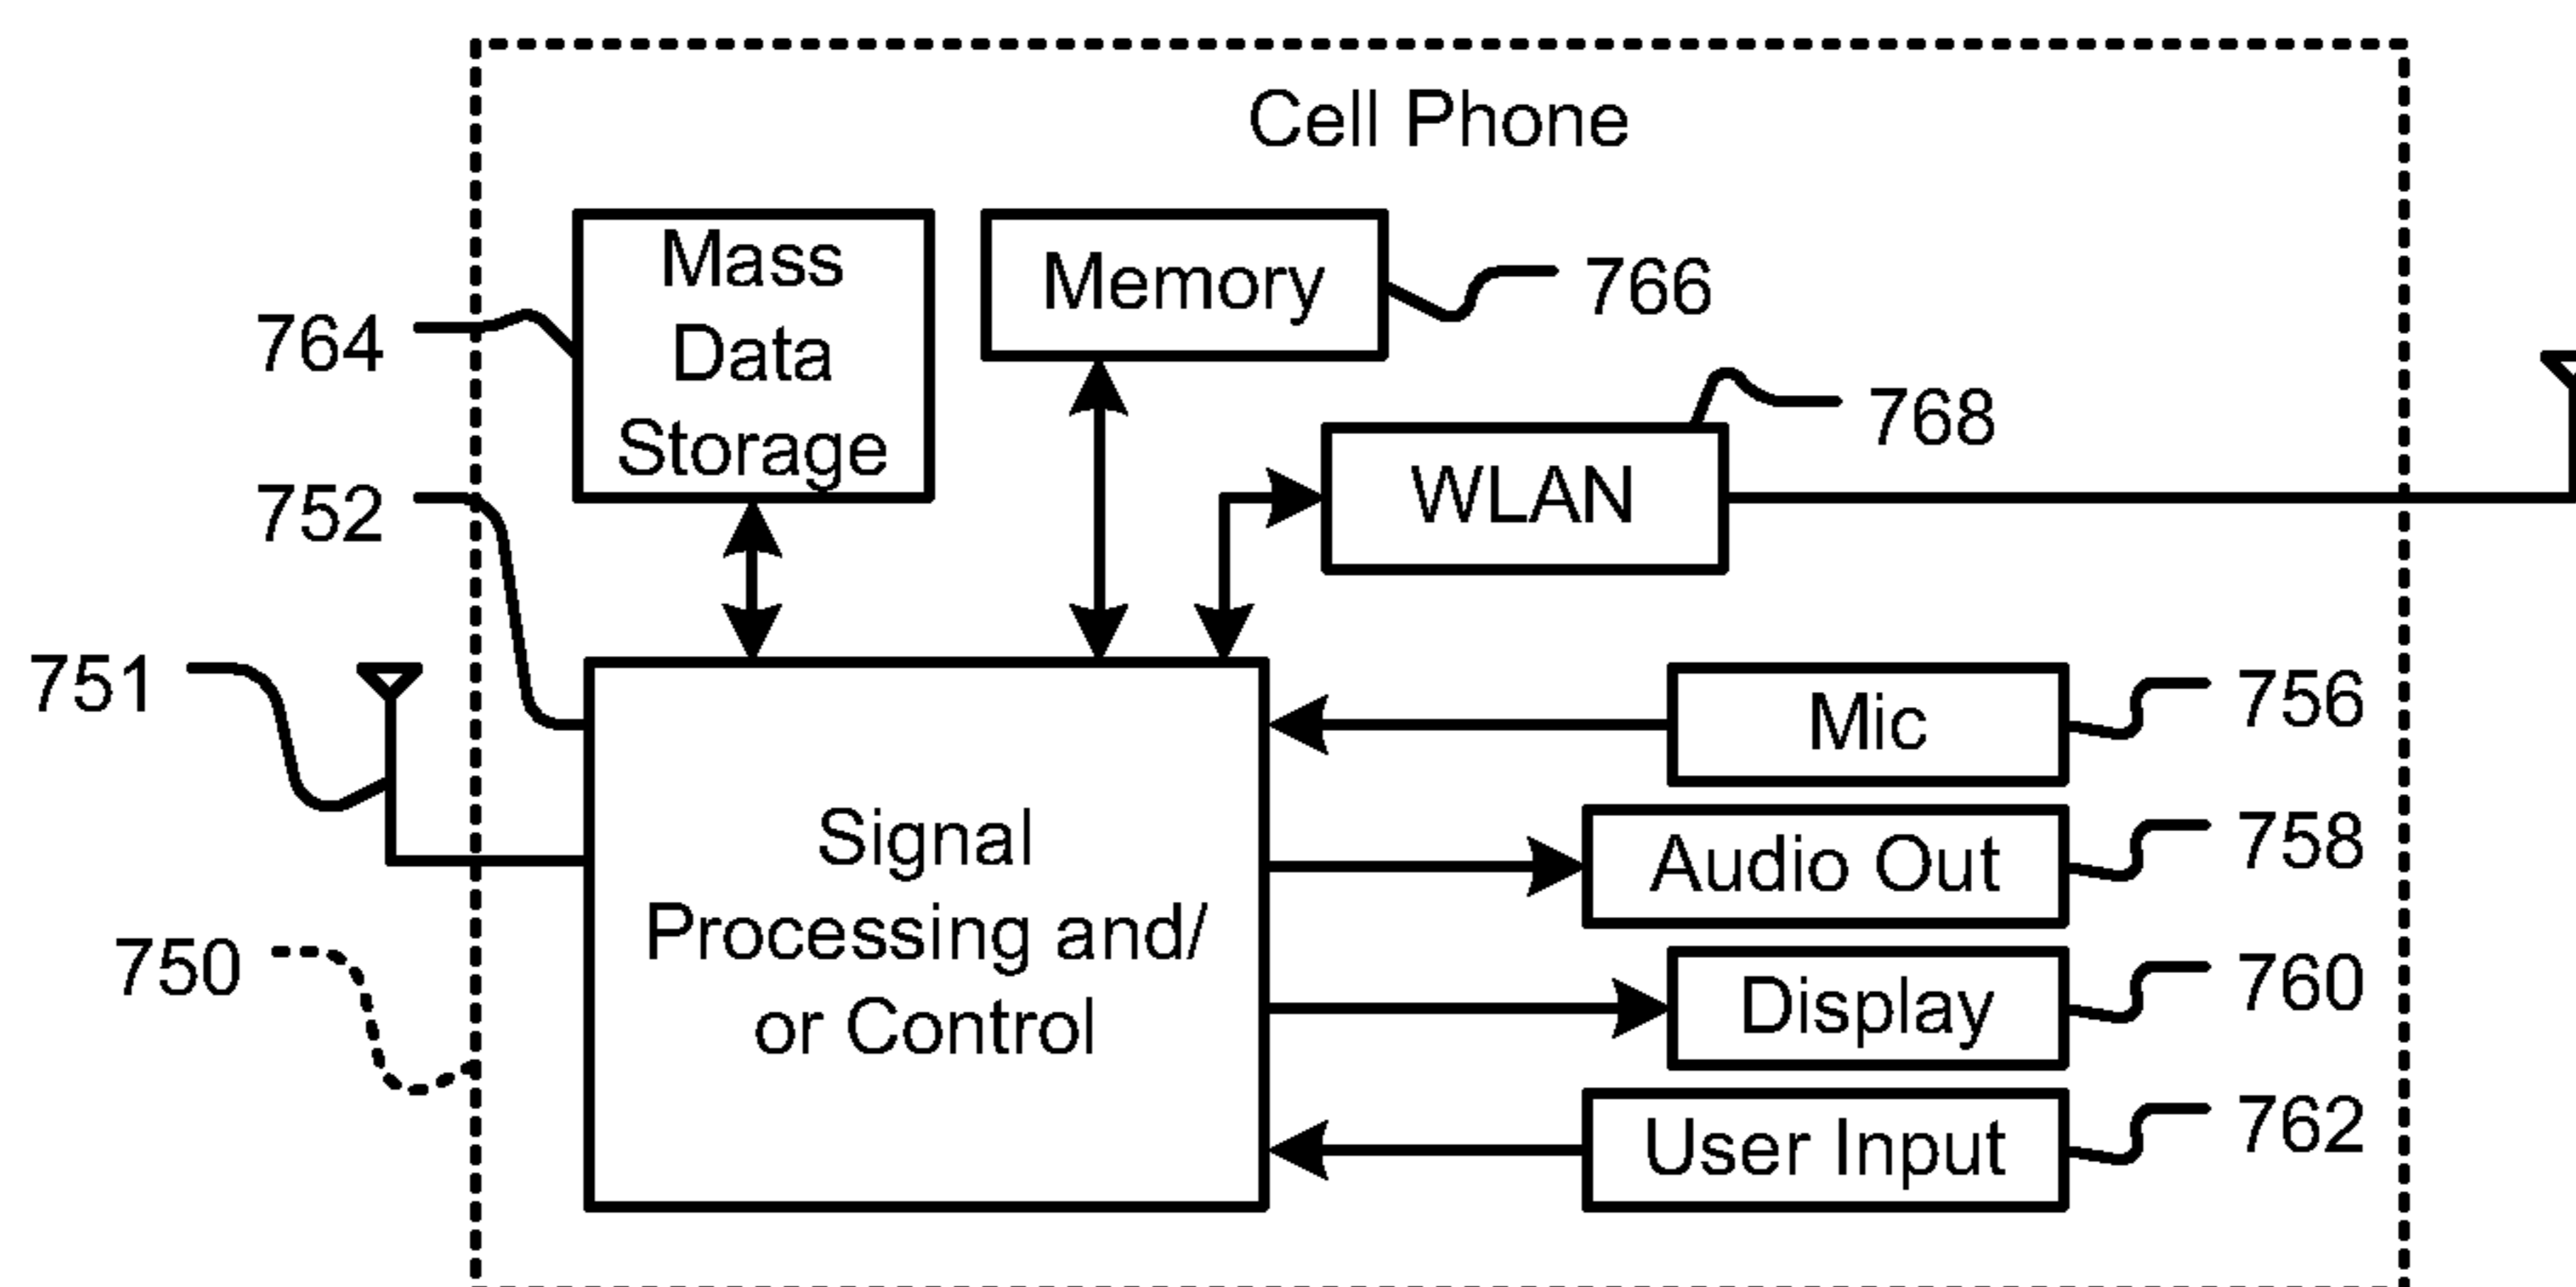 Cell Phone
Mass
Data
Storage
Memory
766
764
768
WLAN
752
751
Mic
756
Signal
Processing and/
or Control
Audio Out
758
750
Display
760
User Input
762